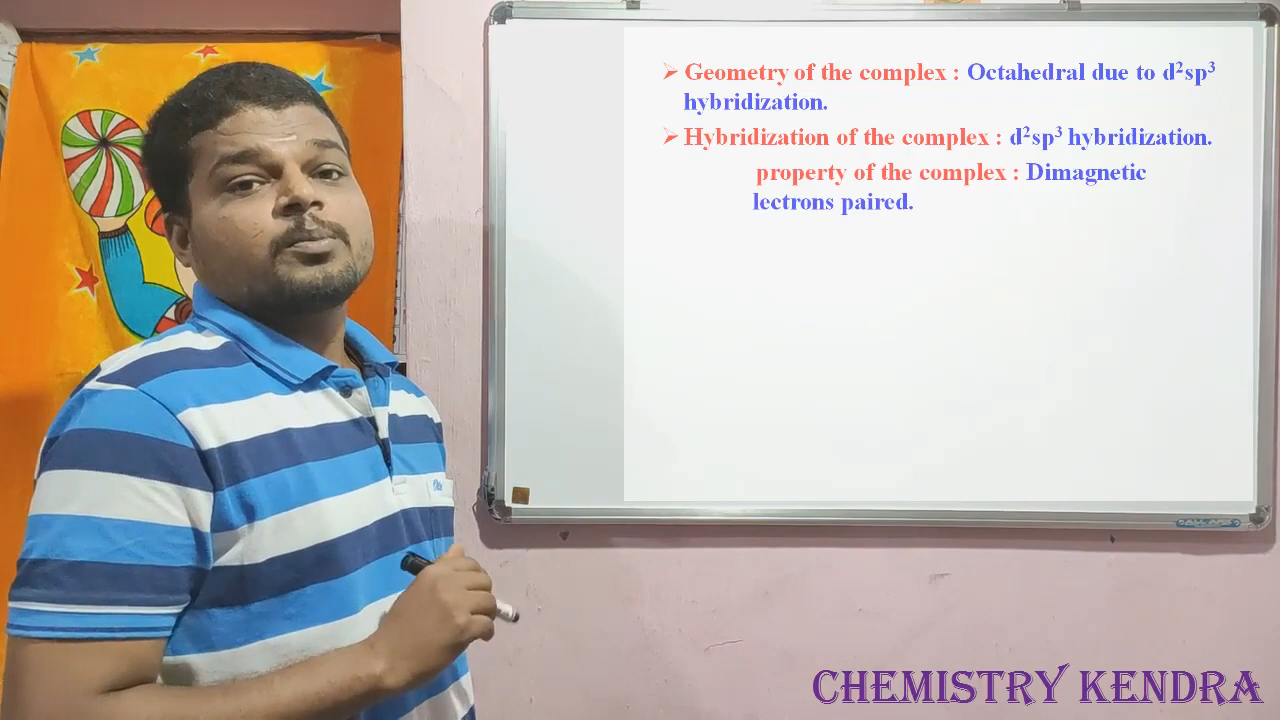 ➢ Geometry of the complex : Octahedral due to d²sp³
hybridization.
➢ Hybridization of the complex : d²sp³ hybridization.
property of the complex : Dimagnetic
lectrons paired.
CHEMISTRY KENDRA